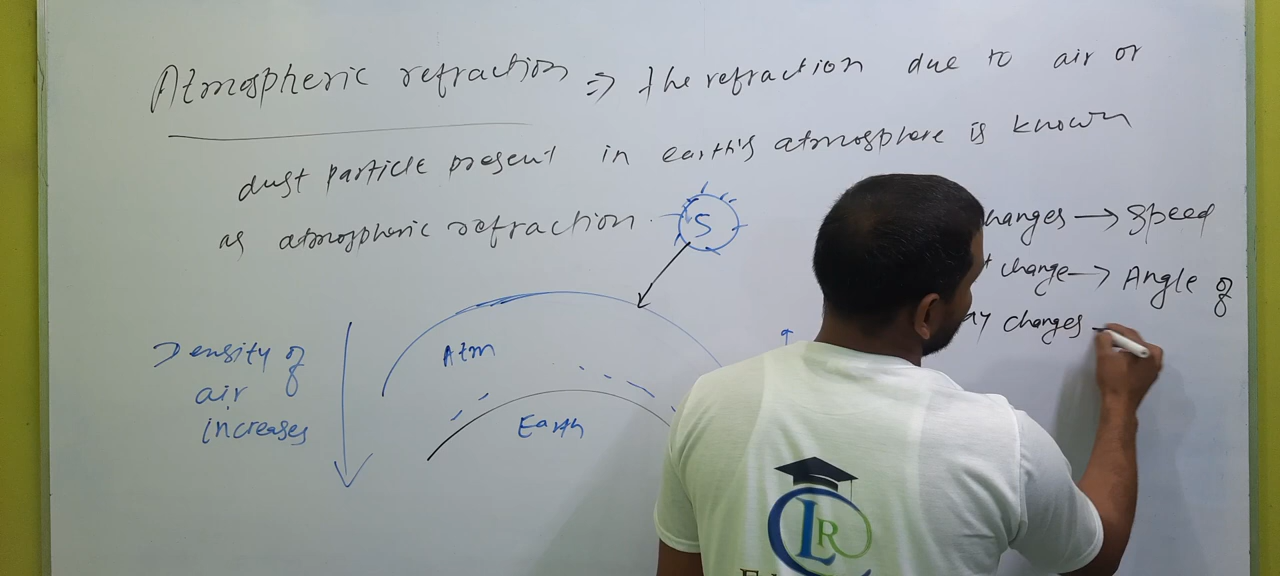 Atmospheric refraction => The refraction due to air or
dust particle present in earth's atmosphere is known
as atmospheric refraction.
S
changes → Speed
change → Angle of
changes
Density of
air
increases
Atm
Earth
LR